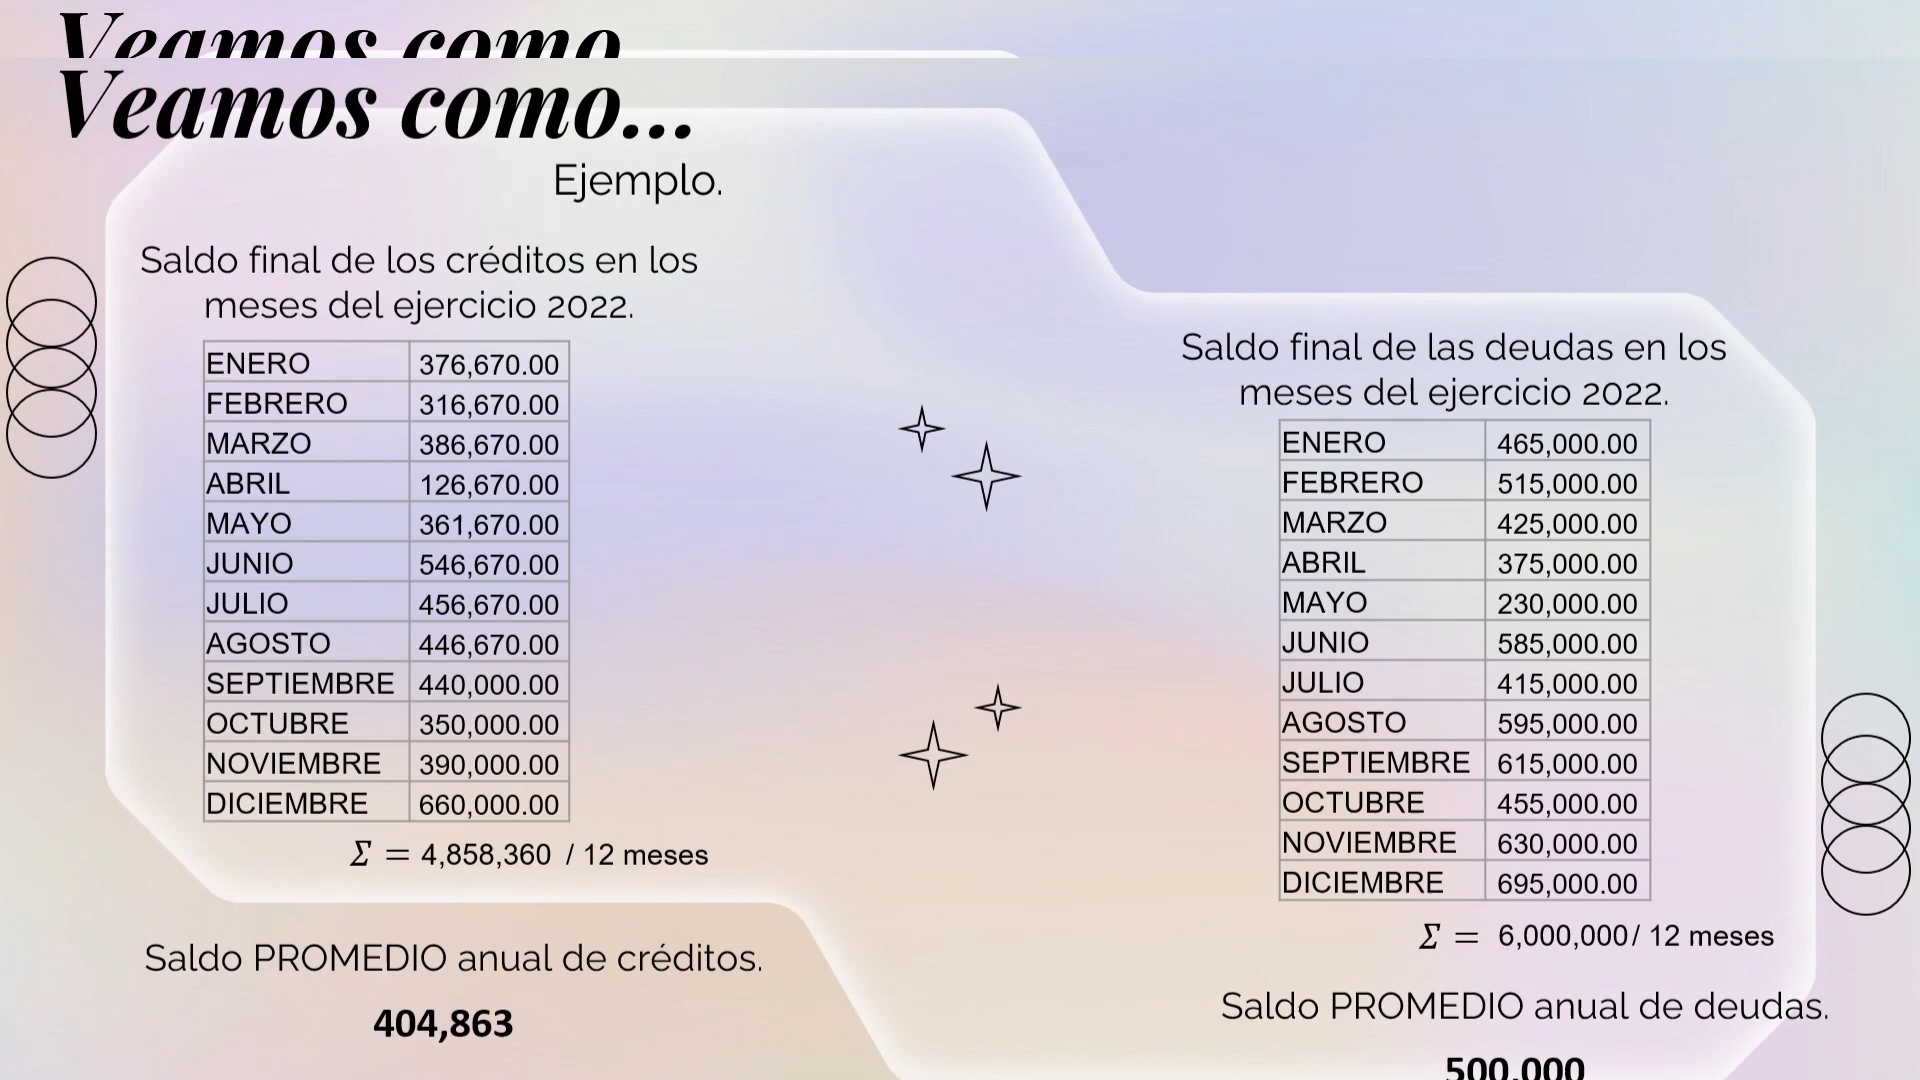 Veamos como
Veamos como...
Ejemplo.
Saldo final de los créditos en los
meses del ejercicio 2022.
ENERO 376,670.00
FEBRERO 316,670.00
MARZO 386,670.00
ABRIL 126,670.00
MAYO 361,670.00
JUNIO 546,670.00
JULIO 456,670.00
AGOSTO 446,670.00
SEPTIEMBRE 440,000.00
OCTUBRE 350,000.00
NOVIEMBRE 390,000.00
DICIEMBRE 660,000.00
Σ = 4,858,360 / 12 meses
Saldo PROMEDIO anual de créditos.
404,863
Saldo final de las deudas en los
meses del ejercicio 2022.
ENERO 465,000.00
FEBRERO 515,000.00
MARZO 425,000.00
ABRIL 375,000.00
MAYO 230,000.00
JUNIO 585,000.00
JULIO 415,000.00
AGOSTO 595,000.00
SEPTIEMBRE 615,000.00
OCTUBRE 455,000.00
NOVIEMBRE 630,000.00
DICIEMBRE 695,000.00
Σ = 6,000,000/ 12 meses
Saldo PROMEDIO anual de deudas.
500,000